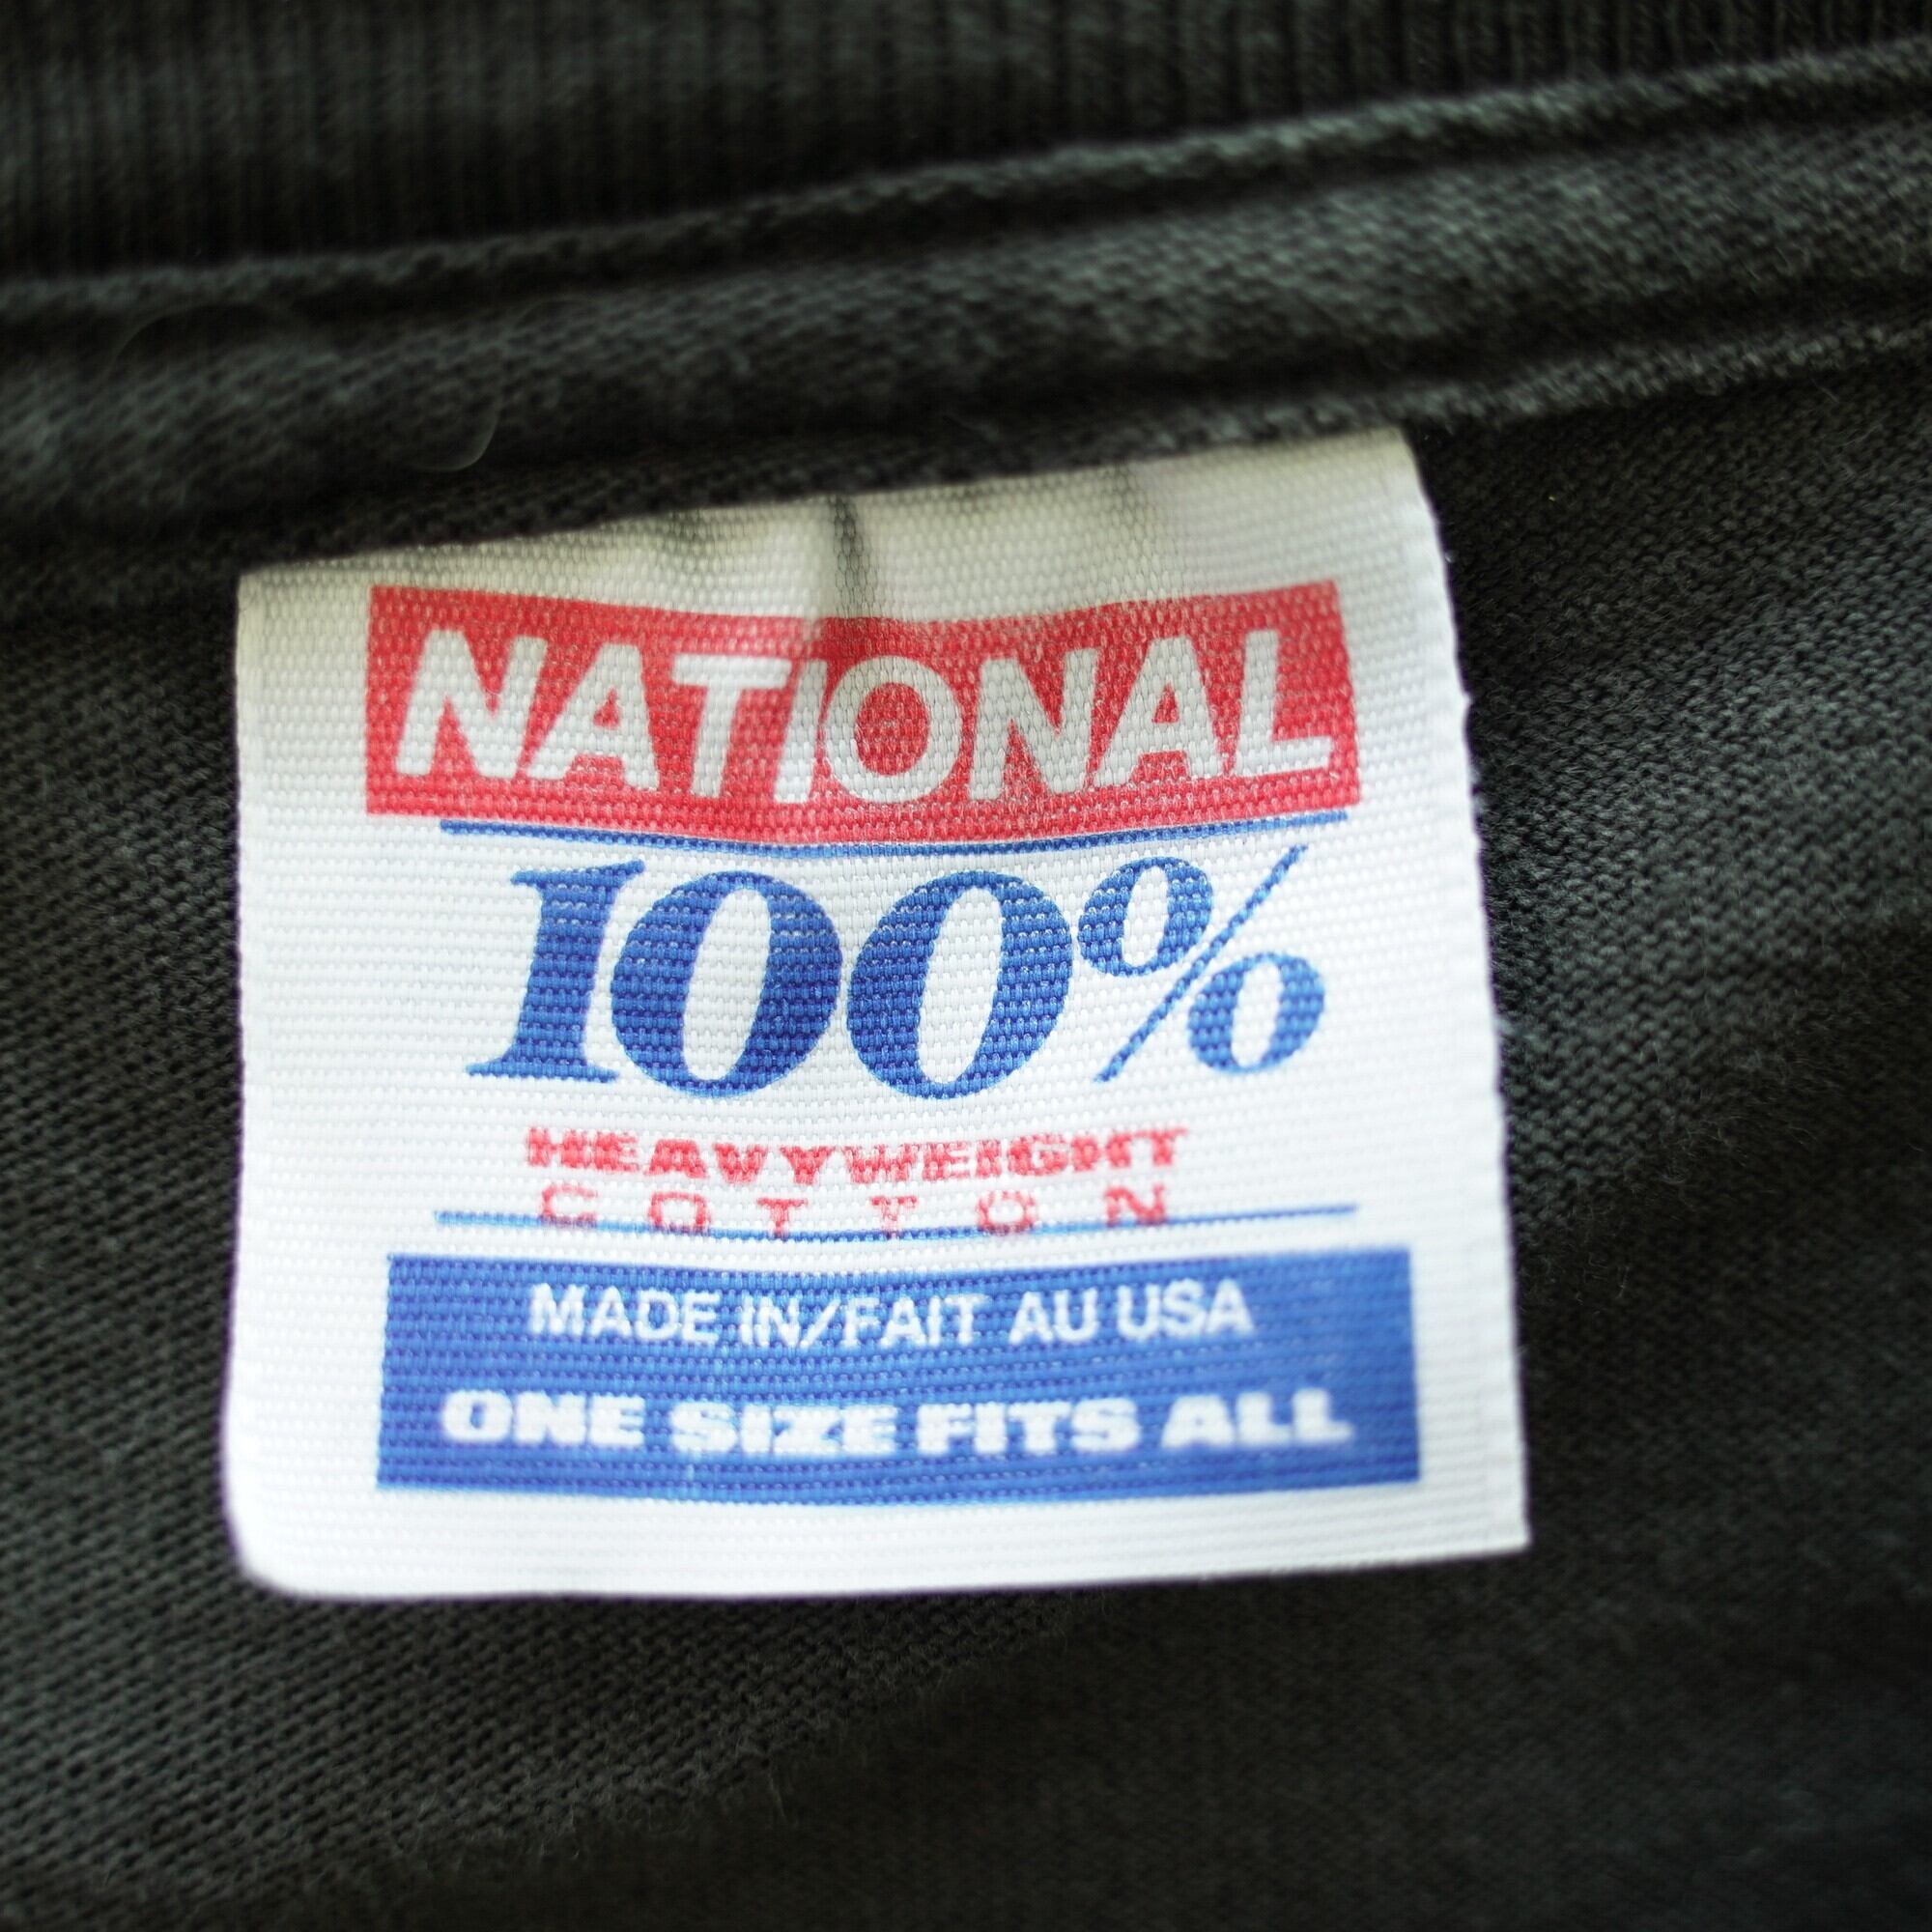 NATIONAL
100%
HEAVYWEIGHT
COTTON
MADE IN/FAIT AU USA
ONE SIZE FITS ALL